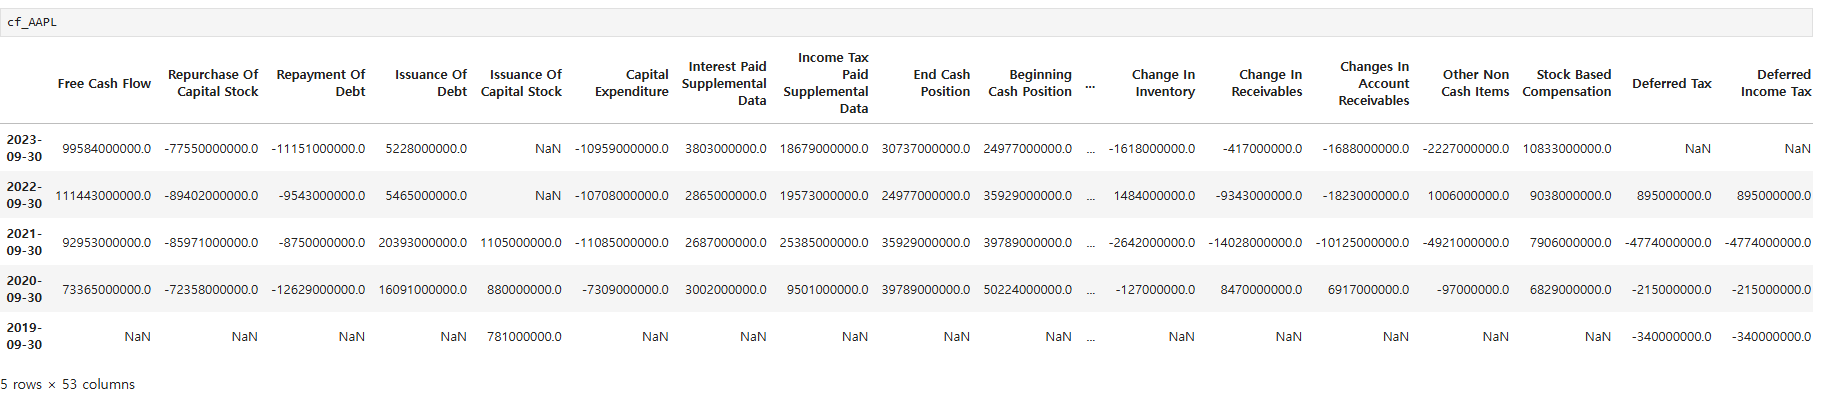 cf_AAPL
Free Cash Flow Repurchase Of Capital Stock Repayment Of Debt Issuance Of Debt Issuance Of Capital Stock Capital Expenditure Interest Paid Supplemental Data Income Tax Paid Supplemental Data End Cash Position Beginning Cash Position ... Change In Inventory Change In Receivables Changes In Account Receivables Other Non Cash Items Stock Based Compensation Deferred Tax Deferred Income Tax
2023-09-30 99584000000.0 -77550000000.0 -11151000000.0 5228000000.0 NaN -10959000000.0 3803000000.0 18679000000.0 30737000000.0 24977000000.0 ... -1618000000.0 -417000000.0 -1688000000.0 -2227000000.0 10833000000.0 NaN NaN
2022-09-30 111443000000.0 -89402000000.0 -9543000000.0 5465000000.0 NaN -10708000000.0 2865000000.0 19573000000.0 24977000000.0 35929000000.0 ... 1484000000.0 -9343000000.0 -1823000000.0 1006000000.0 9038000000.0 895000000.0 895000000.0
2021-09-30 92953000000.0 -85971000000.0 -8750000000.0 20393000000.0 1105000000.0 -11085000000.0 2687000000.0 25385000000.0 35929000000.0 39789000000.0 ... -2642000000.0 -14028000000.0 -10125000000.0 -4921000000.0 7906000000.0 -4774000000.0 -4774000000.0
2020-09-30 73365000000.0 -72358000000.0 -12629000000.0 16091000000.0 880000000.0 -7309000000.0 3002000000.0 9501000000.0 39789000000.0 50224000000.0 ... -127000000.0 8470000000.0 6917000000.0 -97000000.0 6829000000.0 -215000000.0 -215000000.0
2019-09-30 NaN NaN NaN NaN 781000000.0 NaN NaN NaN NaN NaN ... NaN NaN NaN NaN NaN -340000000.0 -340000000.0
5 rows × 53 columns